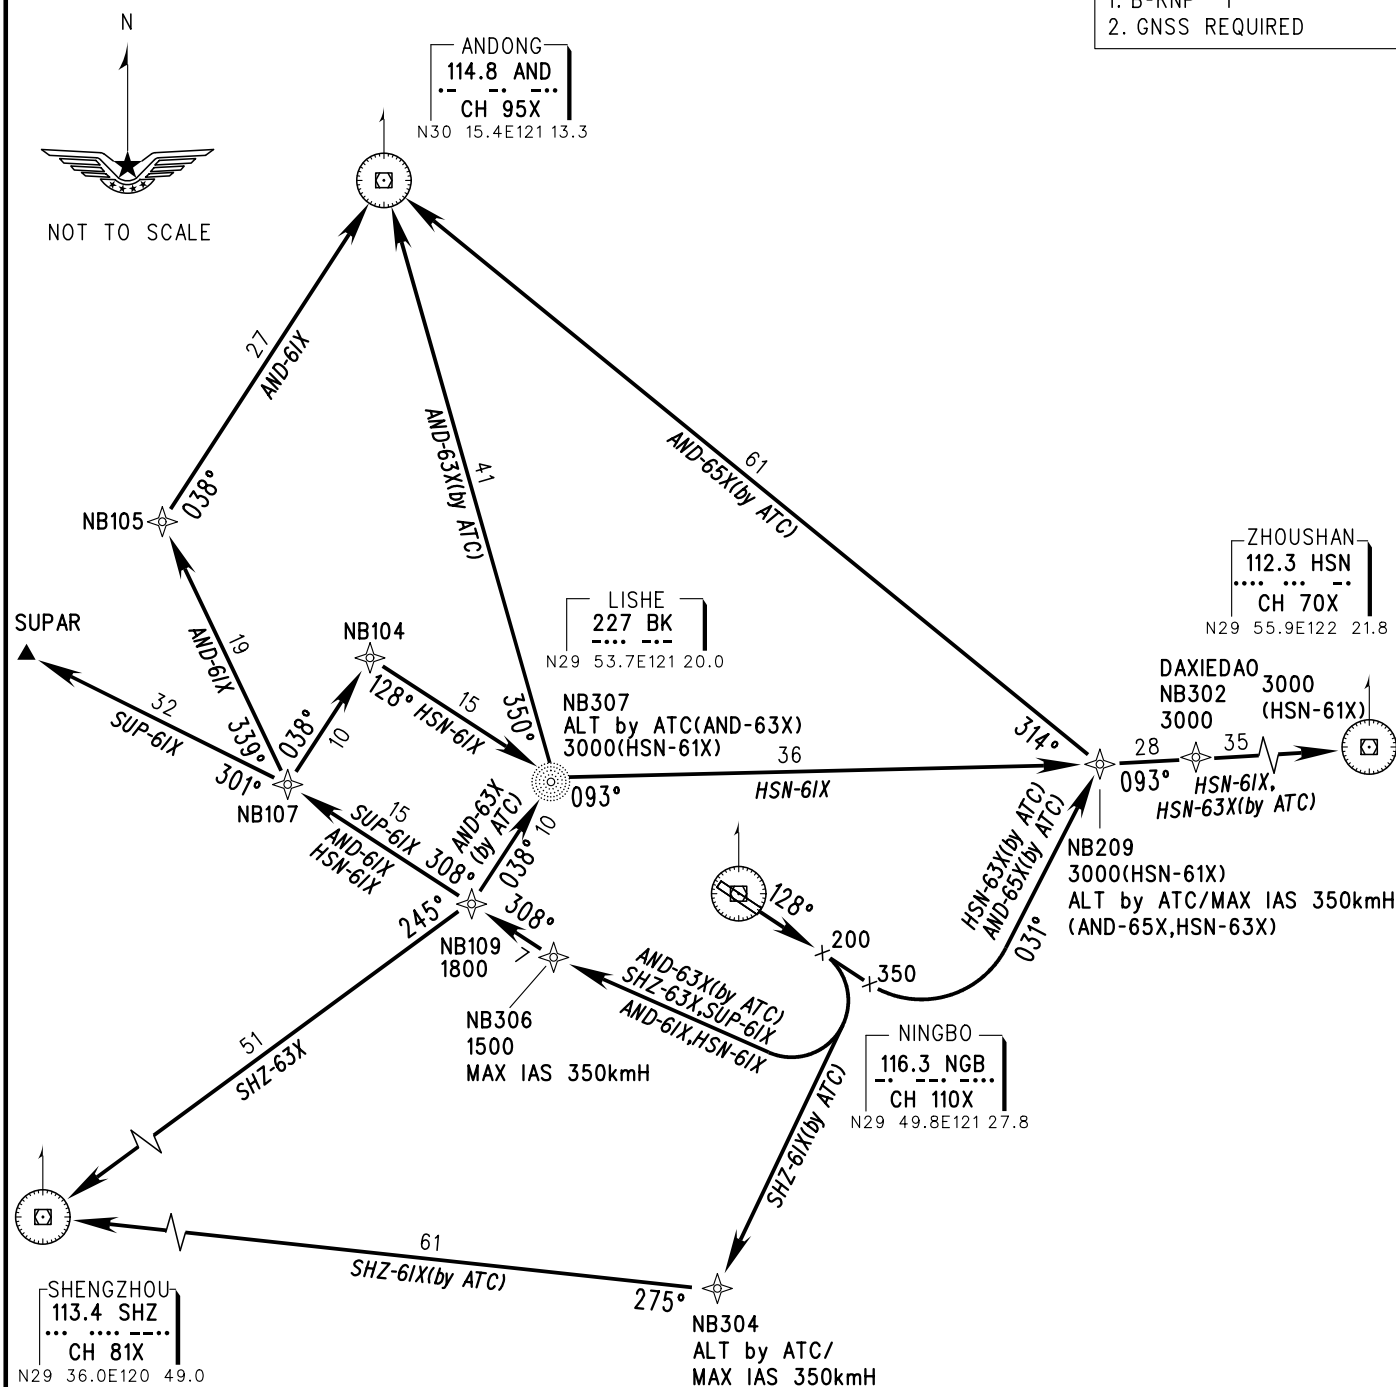 1. B-RNP 1
2. GNSS REQUIRED
N
NOT TO SCALE
ANDONG
114.8 AND
CH 95X
N30 15.4E121 13.3
27
AND-61X
038°
NB105
AND-63X(by ATC)
41
61
AND-65X(by ATC)
ZHOUSHAN
112.3 HSN
CH 70X
N29 55.9E122 21.8
SUPAR
19
AND-61X
NB104
LISHE
227 BK
N29 53.7E121 20.0
32
SUP-61X
339°
301°
038°
10
128°
15
HSN-61X
350°
NB307
ALT by ATC(AND-63X)
3000(HSN-61X)
314°
DAXIEDAO
NB302
3000
3000
(HSN-61X)
NB107
15
SUP-61X
AND-61X
HSN-61X
AND-63X
(by ATC)
10
038°
093°
36
HSN-61X
28
093°
35
HSN-61X,
HSN-63X(by ATC)
308°
245°
308°
NB109
1800
7
128°
200
350
HSN-63X(by ATC)
AND-65X(by ATC)
031°
NB209
3000(HSN-61X)
ALT by ATC/MAX IAS 350kmH
(AND-65X,HSN-63X)
NB306
1500
MAX IAS 350kmH
AND-63X(by ATC)
SHZ-63X,SUP-61X
AND-61X,HSN-61X
NINGBO
116.3 NGB
CH 110X
N29 49.8E121 27.8
51
SHZ-63X
SHZ-61X(by ATC)
61
SHZ-61X(by ATC)
275°
SHENGZHOU
113.4 SHZ
CH 81X
N29 36.0E120 49.0
NB304
ALT by ATC/
MAX IAS 350kmH